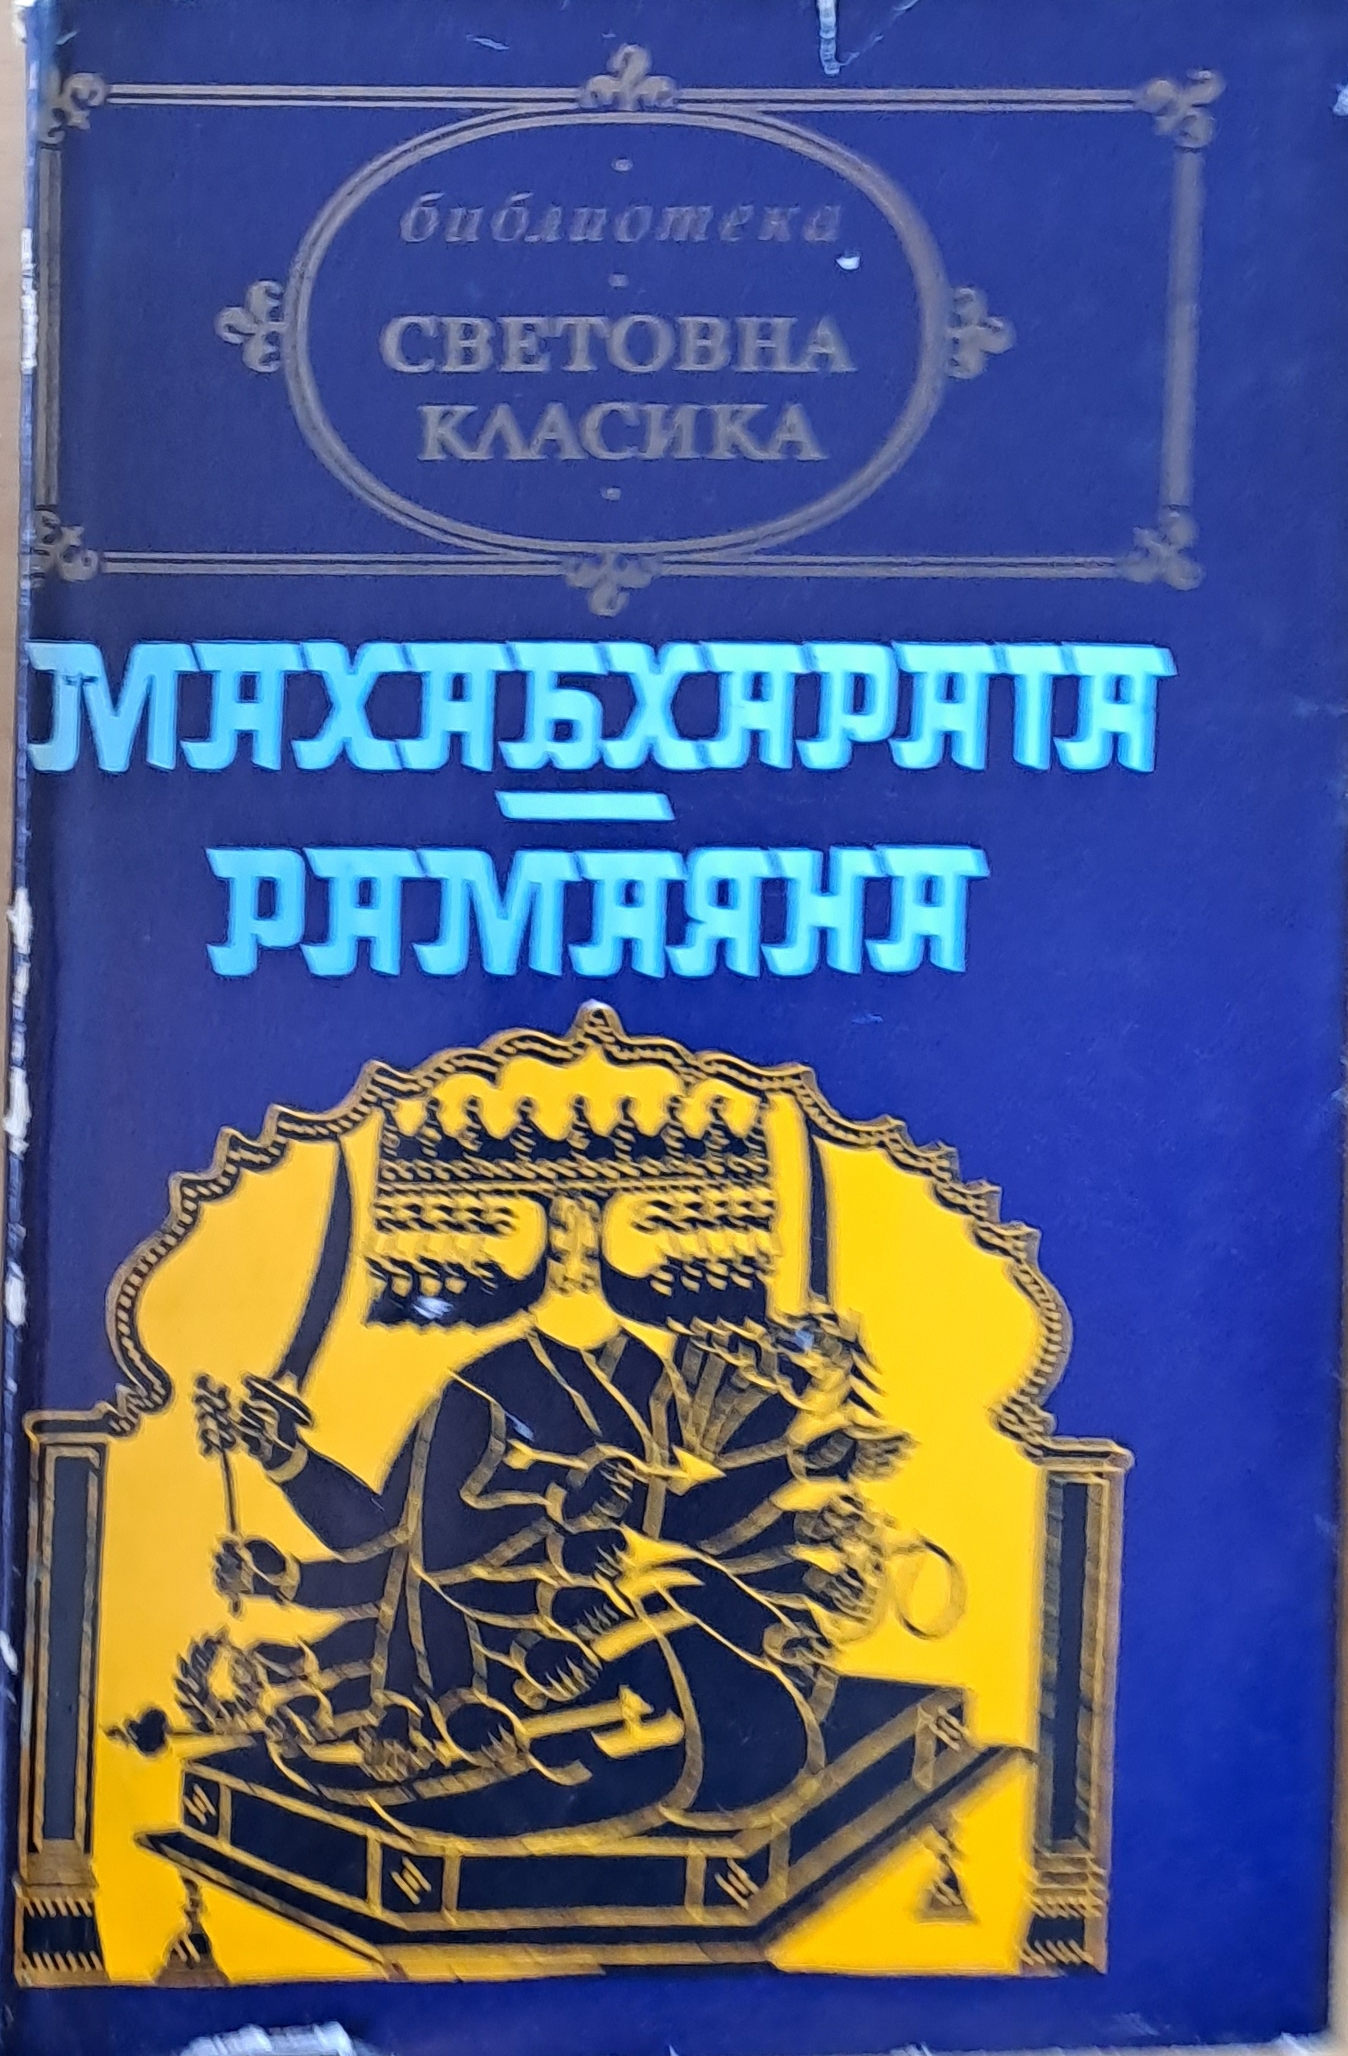 библиотека
СВЕТОВНА
КЛАСИКА
МАХАБХАРАТА
—
РАМАЯНА